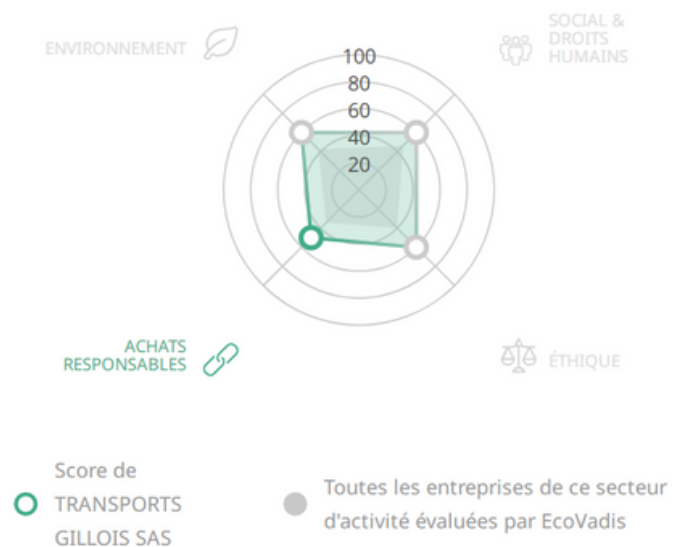 ENVIRONNEMENT
SOCIAL &
DROITS
HUMAINS
100
80
60
40
20
ACHATS
RESPONSABLES
ÉTHIQUE
Score de
TRANSPORTS
GILLOIS SAS
Toutes les entreprises de ce secteur
d'activité évaluées par EcoVadis